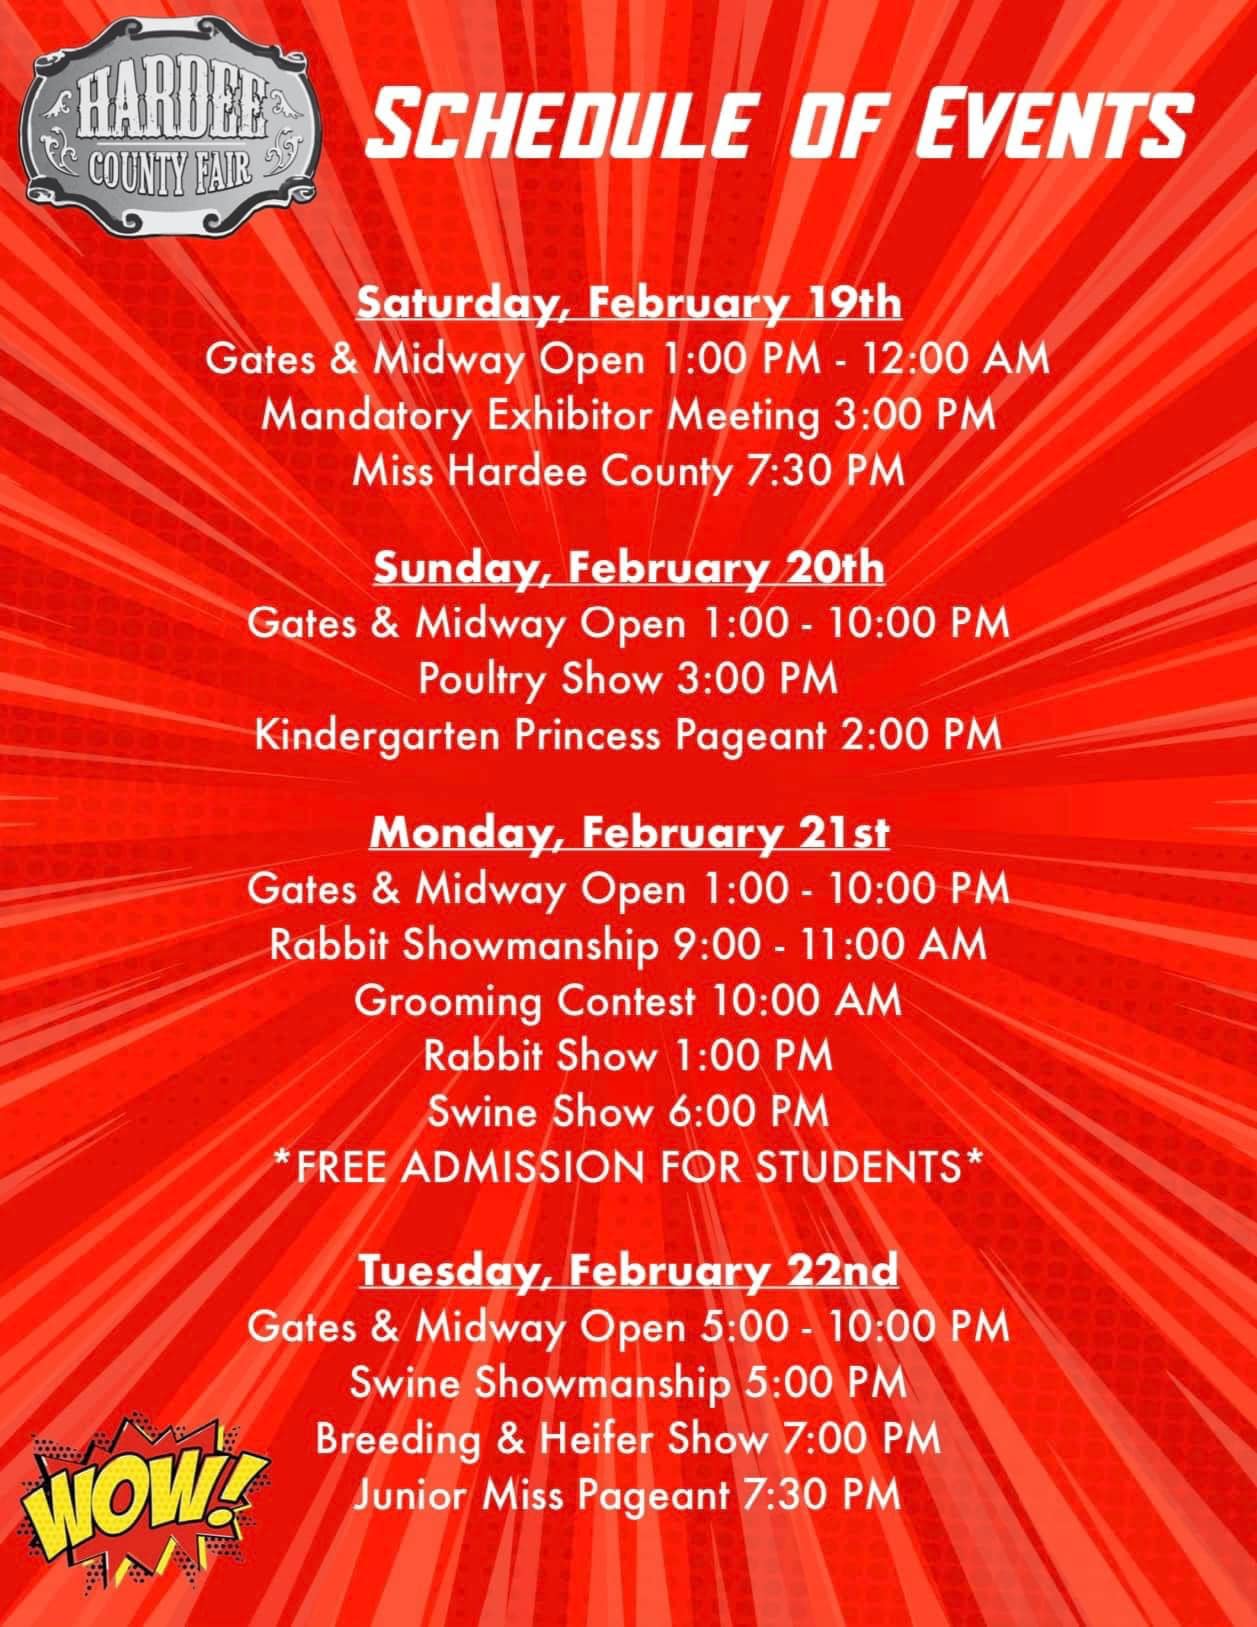 HARDEE
COUNTY FAIR
SCHEDULE OF EVENTS
Saturday, February 19th
Gates & Midway Open 1:00 PM - 12:00 AM
Mandatory Exhibitor Meeting 3:00 PM
Miss Hardee County 7:30 PM
Sunday, February 20th
Gates & Midway Open 1:00 - 10:00 PM
Poultry Show 3:00 PM
Kindergarten Princess Pageant 2:00 PM
Monday, February 21st
Gates & Midway Open 1:00 - 10:00 PM
Rabbit Showmanship 9:00 - 11:00 AM
Grooming Contest 10:00 AM
Rabbit Show 1:00 PM
Swine Show 6:00 PM
*FREE ADMISSION FOR STUDENTS*
Tuesday, February 22nd
Gates & Midway Open 5:00 - 10:00 PM
Swine Showmanship 5:00 PM
Breeding & Heifer Show 7:00 PM
Junior Miss Pageant 7:30 PM
WOW!